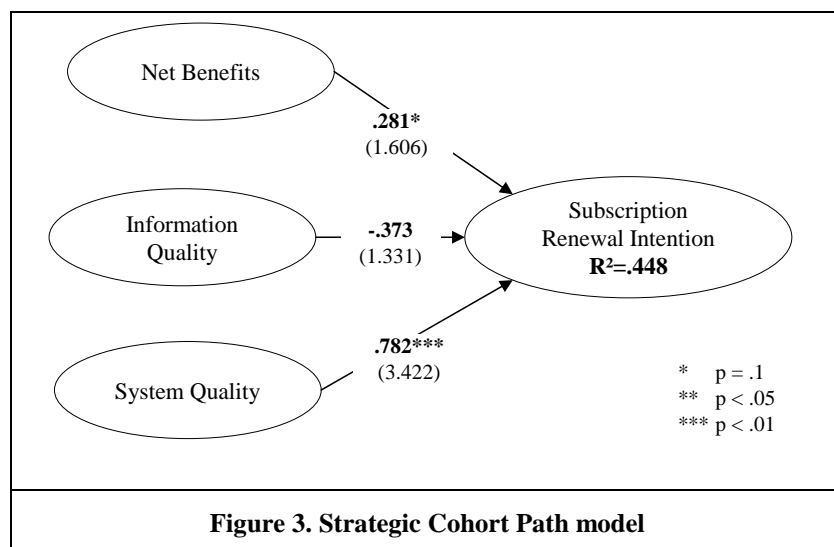 Net Benefits
.281*
(1.606)
Information
Quality
-.373
(1.331)
Subscription
Renewal Intention
R²=.448
System Quality
.782***
(3.422)
* p = .1
** p < .05
*** p < .01
Figure 3. Strategic Cohort Path model